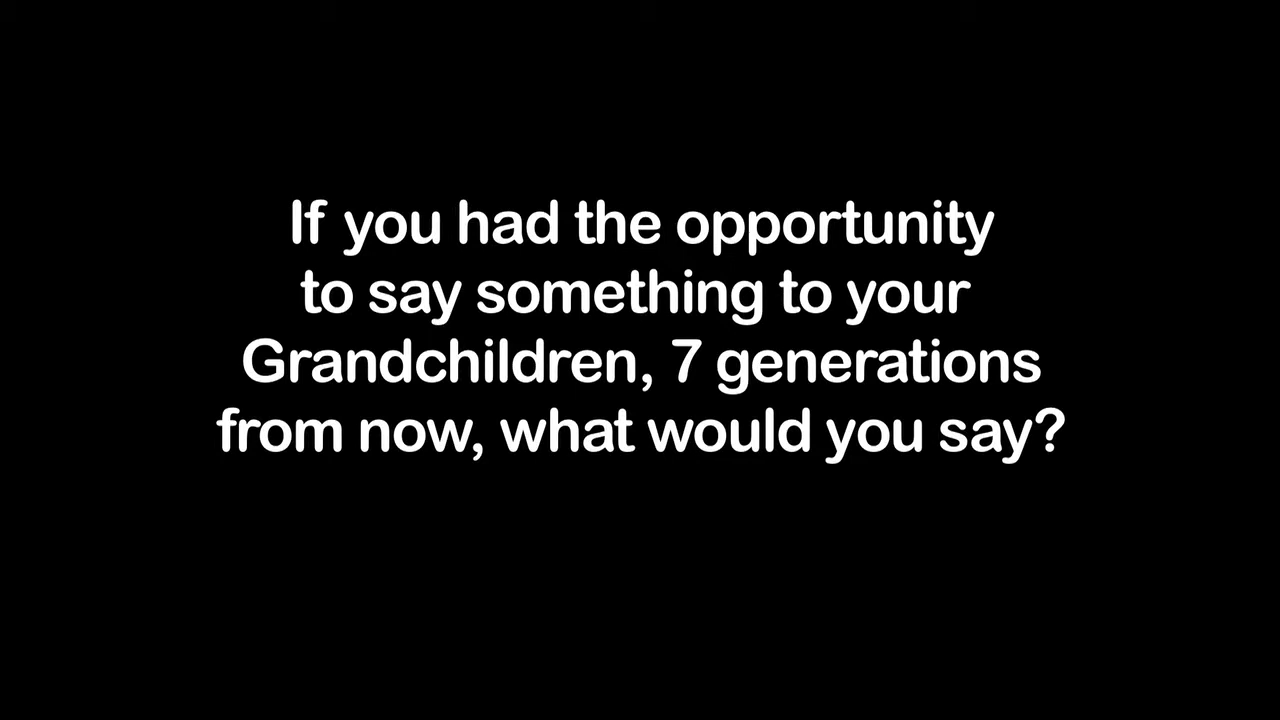 If you had the opportunity
to say something to your
Grandchildren, 7 generations
from now, what would you say?